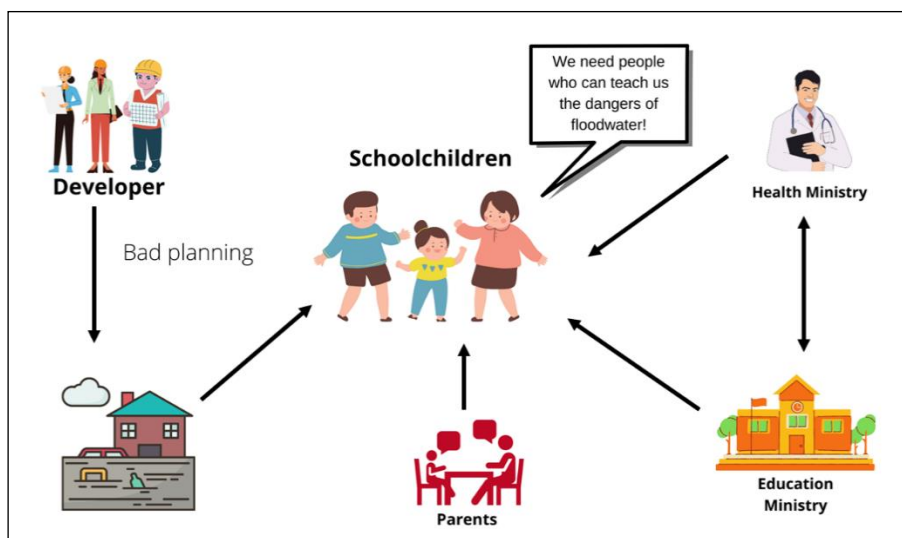 We need people
who can teach us
the dangers of
floodwater!
Schoolchildren
Developer
Health Ministry
Bad planning
Parents
Education
Ministry